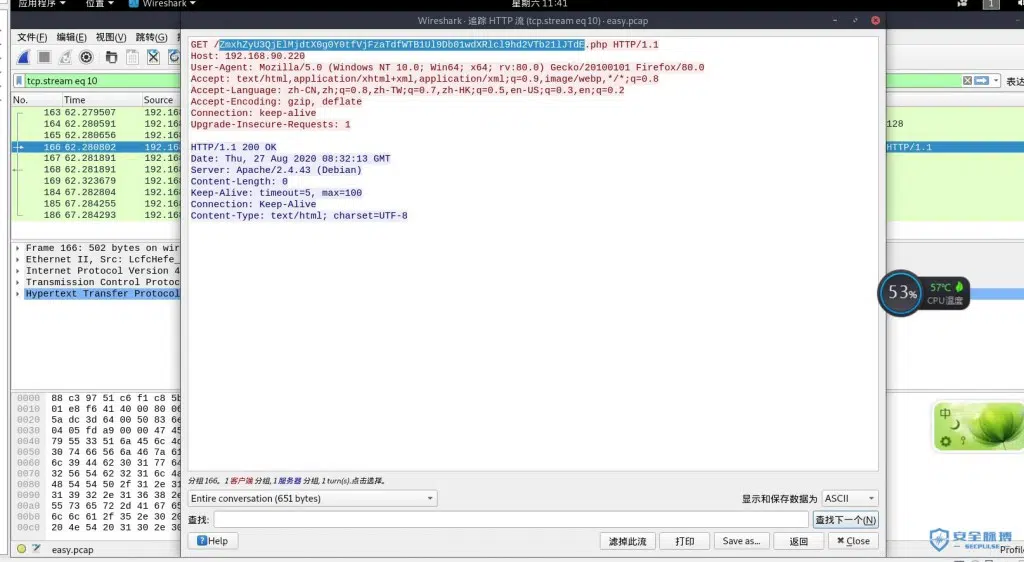 应用程序 位置 Wireshark 星期六 11:41 1
Wireshark · 追踪 HTTP 流 (tcp.stream eq 10) · easy.pcap
文件(F) 编辑(E) 视图(V) 跳转(G)
tcp.stream eq 10
No. Time Source
163 62.279507 192.168
164 62.280591 192.168 128
165 62.280656 192.168
166 62.280802 192.168 HTTP/1.1
167 62.281891 192.168
168 62.281891 192.168
169 62.323679 192.168
184 67.282804 192.168
185 67.284255 192.168
186 67.284293 192.168
GET /ZmxhZyU3QjElMjdtX0g0Y0tfVjFzaTdfWTB1Ul9Db01wdXRlcl9hd2VTb21lJTdE.php HTTP/1.1
Host: 192.168.90.220
User-Agent: Mozilla/5.0 (Windows NT 10.0; Win64; x64; rv:80.0) Gecko/20100101 Firefox/80.0
Accept: text/html,application/xhtml+xml,application/xml;q=0.9,image/webp,*/*;q=0.8
Accept-Language: zh-CN,zh;q=0.8,zh-TW;q=0.7,zh-HK;q=0.5,en-US;q=0.3,en;q=0.2
Accept-Encoding: gzip, deflate
Connection: keep-alive
Upgrade-Insecure-Requests: 1
HTTP/1.1 200 OK
Date: Thu, 27 Aug 2020 08:32:13 GMT
Server: Apache/2.4.43 (Debian)
Content-Length: 0
Keep-Alive: timeout=5, max=100
Connection: Keep-Alive
Content-Type: text/html; charset=UTF-8
Frame 166: 502 bytes on wir
Ethernet II, Src: LcfcHefe_
Internet Protocol Version 4
Transmission Control Protoc
Hypertext Transfer Protocol
53% 57℃
CPU温度
中
0000 88 c3 97 51 c6 f1 c8 5b
0010 01 e8 f6 41 40 00 80 06
0020 5a dc 3d 64 00 50 83 6e
0030 04 05 fd a9 00 00 47 45
0040 79 55 33 51 6a 45 6c 4d
0050 30 74 66 56 6a 46 7a 61
0060 6c 39 44 62 30 31 77 64
0070 32 56 54 62 32 31 6c 4a
0080 48 54 54 50 2f 31 2e 31
0090 31 39 32 2e 31 36 38 2e
00a0 55 73 65 72 2d 41 67 65
00b0 6c 6c 61 2f 35 2e 30 20
00c0 20 4e 54 20 31 30 2e 30
分组 166。1 客户端 分组, 1 服务器 分组, 1 turn(s).点击选择。
Entire conversation (651 bytes) 显示和保存数据为 ASCII
查找: 查找下一个(N)
Help 滤掉此流 打印 Save as... 返回 Close
安全脉搏
SECPULSE
easy.pcap Profile